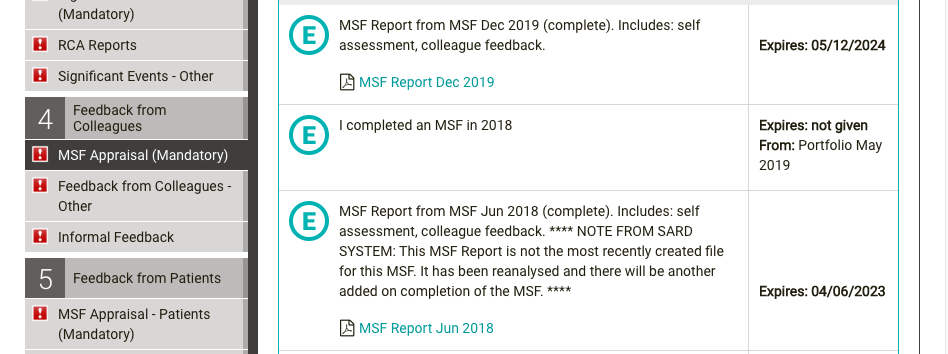 (Mandatory)
RCA Reports
Significant Events - Other
4
Feedback from
Colleagues
MSF Appraisal (Mandatory)
Feedback from Colleagues -
Other
Informal Feedback
5
Feedback from Patients
MSF Appraisal - Patients
(Mandatory)
E
MSF Report from MSF Dec 2019 (complete). Includes: self
assessment, colleague feedback.
MSF Report Dec 2019
Expires: 05/12/2024
E
I completed an MSF in 2018
Expires: not given
From: Portfolio May
2019
E
MSF Report from MSF Jun 2018 (complete). Includes: self
assessment, colleague feedback. **** NOTE FROM SARD
SYSTEM: This MSF Report is not the most recently created file
for this MSF. It has been reanalysed and there will be another
added on completion of the MSF. ****
MSF Report Jun 2018
Expires: 04/06/2023